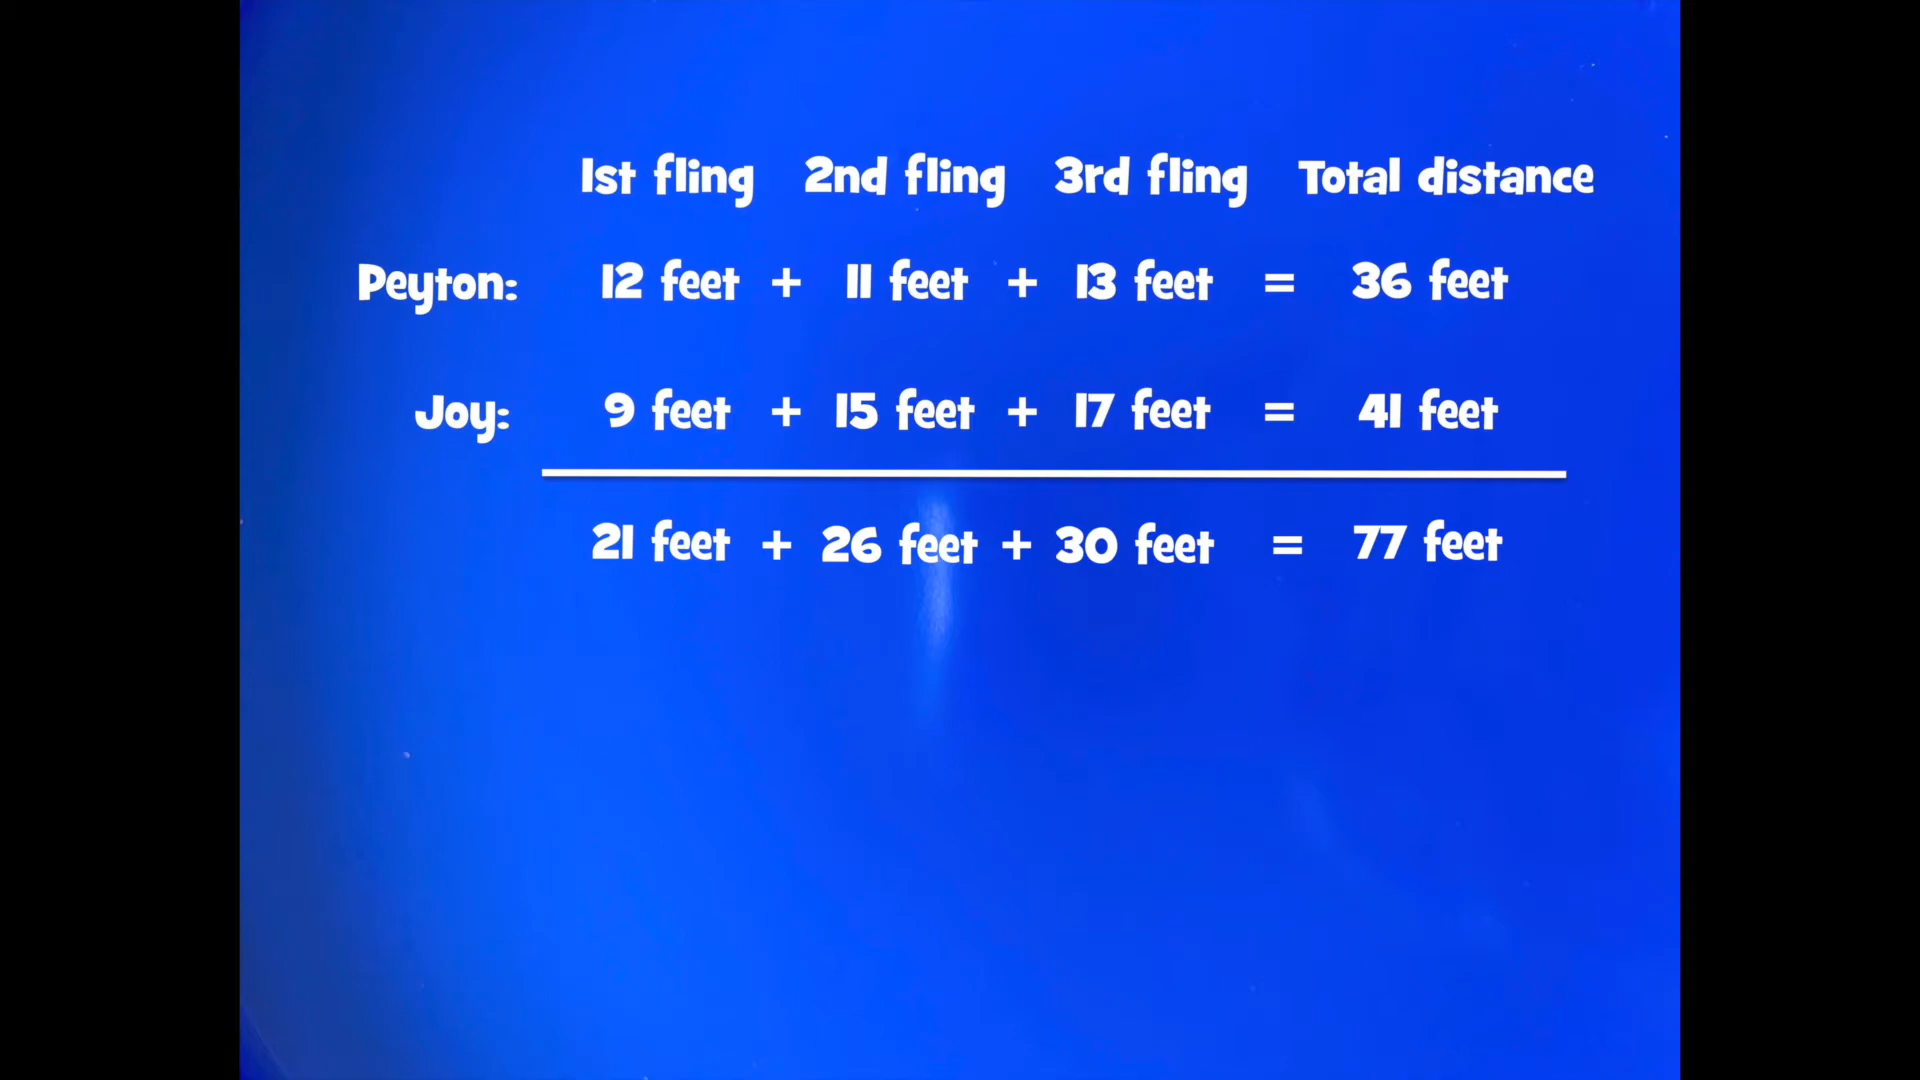 1st fling 2nd fling 3rd fling Total distance
Peyton: 12 feet + 11 feet + 13 feet = 36 feet
Joy: 9 feet + 15 feet + 17 feet = 41 feet
21 feet + 26 feet + 30 feet = 77 feet